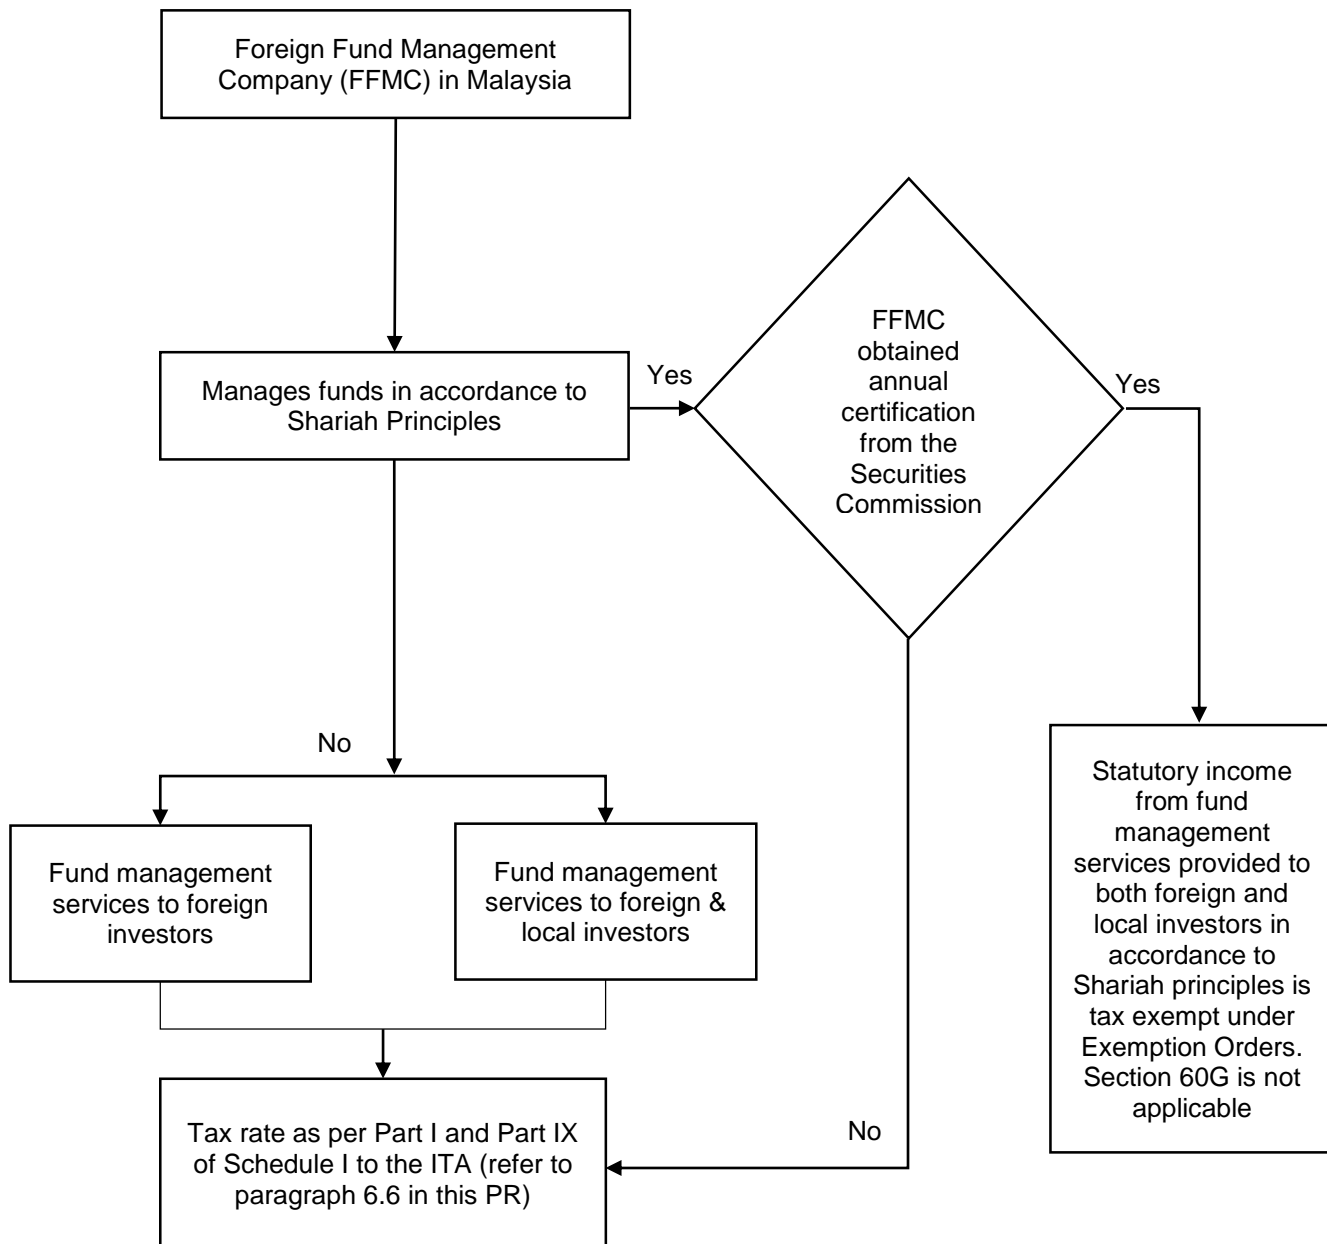 Foreign Fund Management
Company (FFMC) in Malaysia
Manages funds in accordance to
Shariah Principles
Yes
FFMC
obtained
annual
certification
from the
Securities
Commission
Yes
No
Fund management
services to foreign
investors
Fund management
services to foreign &
local investors
Statutory income
from fund
management
services provided to
both foreign and
local investors in
accordance to
Shariah principles is
tax exempt under
Exemption Orders.
Section 60G is not
applicable
No
Tax rate as per Part I and Part IX
of Schedule I to the ITA (refer to
paragraph 6.6 in this PR)